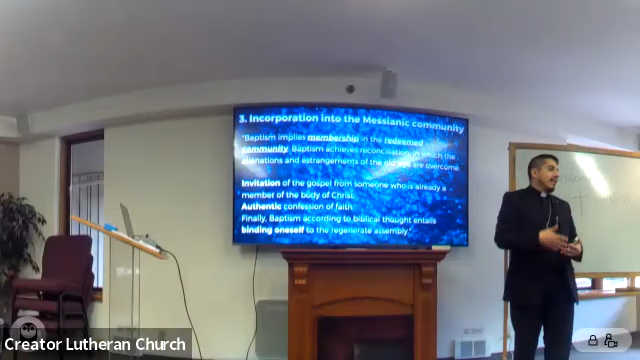 3. Incorporation into the Messianic community
"Baptism implies membership in the redeemed
community. Baptism achieves reconciliation, in which the
alienations and estrangements of the old age are overcome.
Invitation of the gospel from someone who is already a
member of the body of Christ.
Authentic confession of faith.
Finally, Baptism according to biblical thought entails
binding oneself to the regenerate assembly."
Creator Lutheran Church